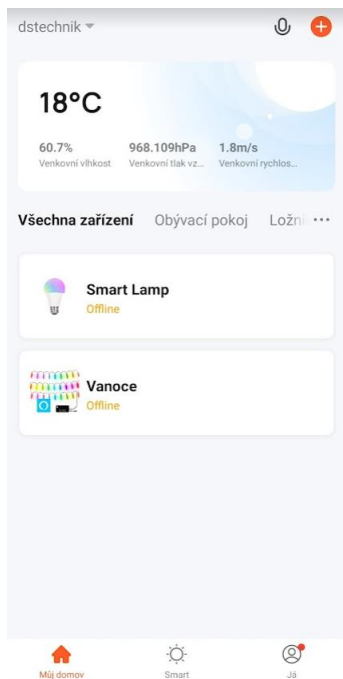 dstechnik
18°C
60.7% 968.109hPa 1.8m/s
Venkovní vlhkost Venkovní tlak vz... Venkovní rychlos...
Všechna zařízení Obývací pokoj Ložni ...
Smart Lamp
Offline
Vanoce
Offline
Můj domov Smart Já